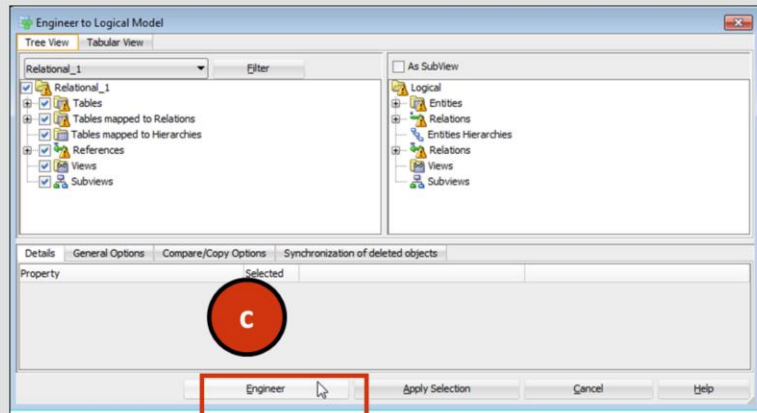 Engineer to Logical Model
Tree View Tabular View
Relational_1 Filter As SubView
Relational_1
Tables
Tables mapped to Relations
Tables mapped to Hierarchies
References
Views
Subviews
Logical
Entities
Relations
Entities Hierarchies
Relations
Views
Subviews
Details General Options Compare/Copy Options Synchronization of deleted objects
Property Selected
c
Engineer Apply Selection Cancel Help